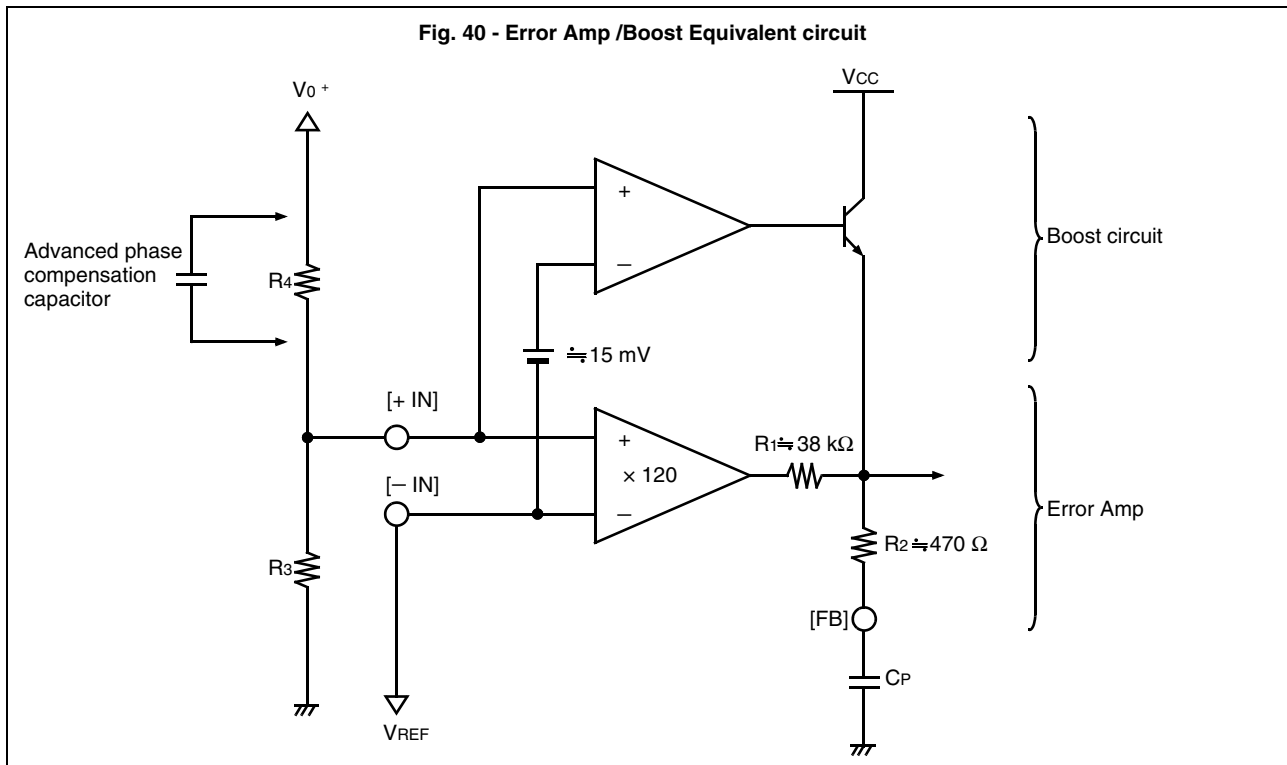 Fig. 40 - Error Amp /Boost Equivalent circuit
V0 +
VCC
Advanced phase
compensation
capacitor
R4
+
−
Boost circuit
≒15 mV
[+ IN]
[− IN]
+
× 120
−
R1≒38 kΩ
Error Amp
R2≒470 Ω
R3
[FB]
CP
VREF